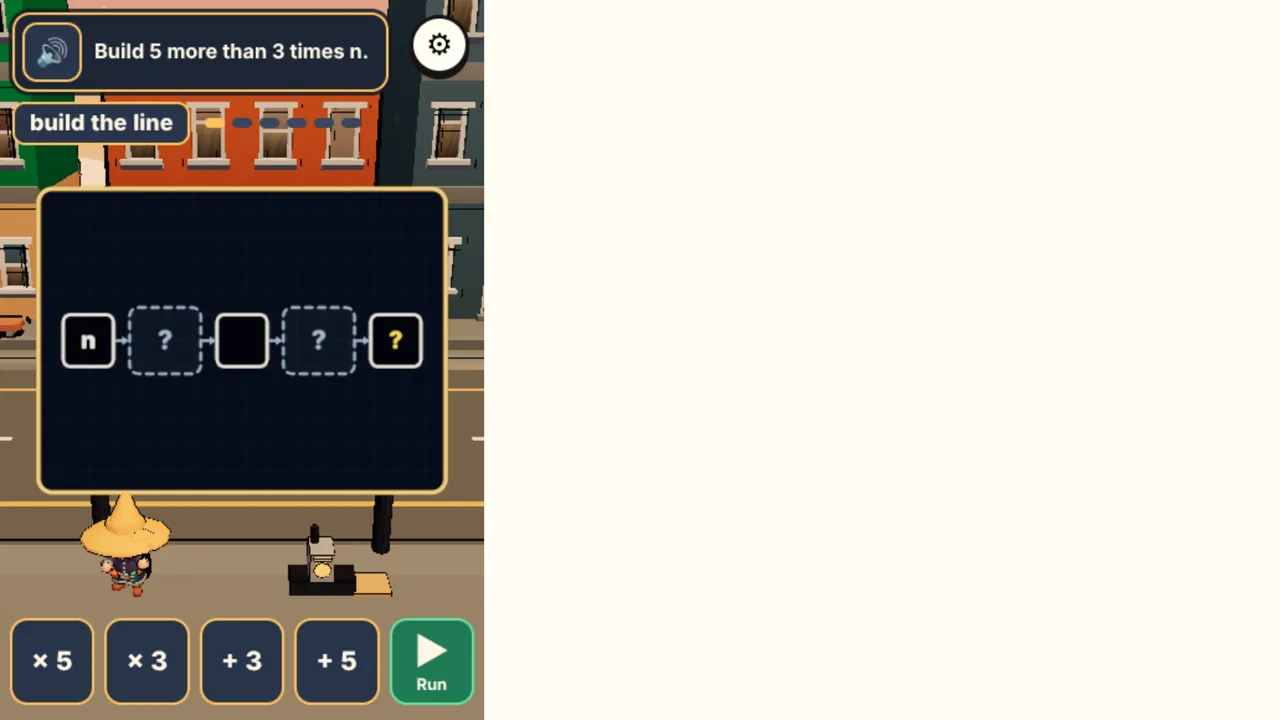 Build 5 more than 3 times n.
build the line
n ? ? ?
× 5 × 3 + 3 + 5 Run